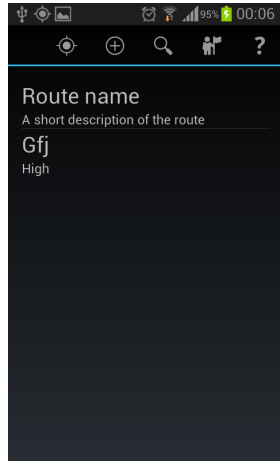 95% 00:06
?
Route name
A short description of the route
Gfj
High